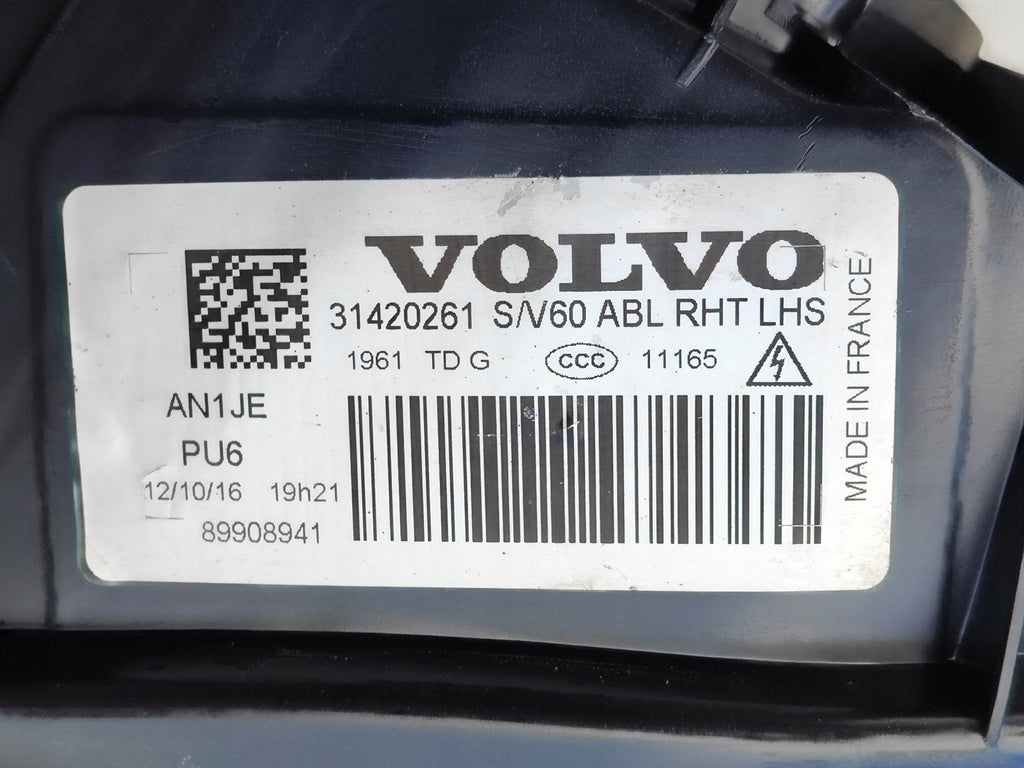 VOLVO
31420261 S/V60 ABL RHT LHS
1961 TD G CCC 11165
AN1JE
PU6
12/10/16 19h21
89908941
MADE IN FRANCE